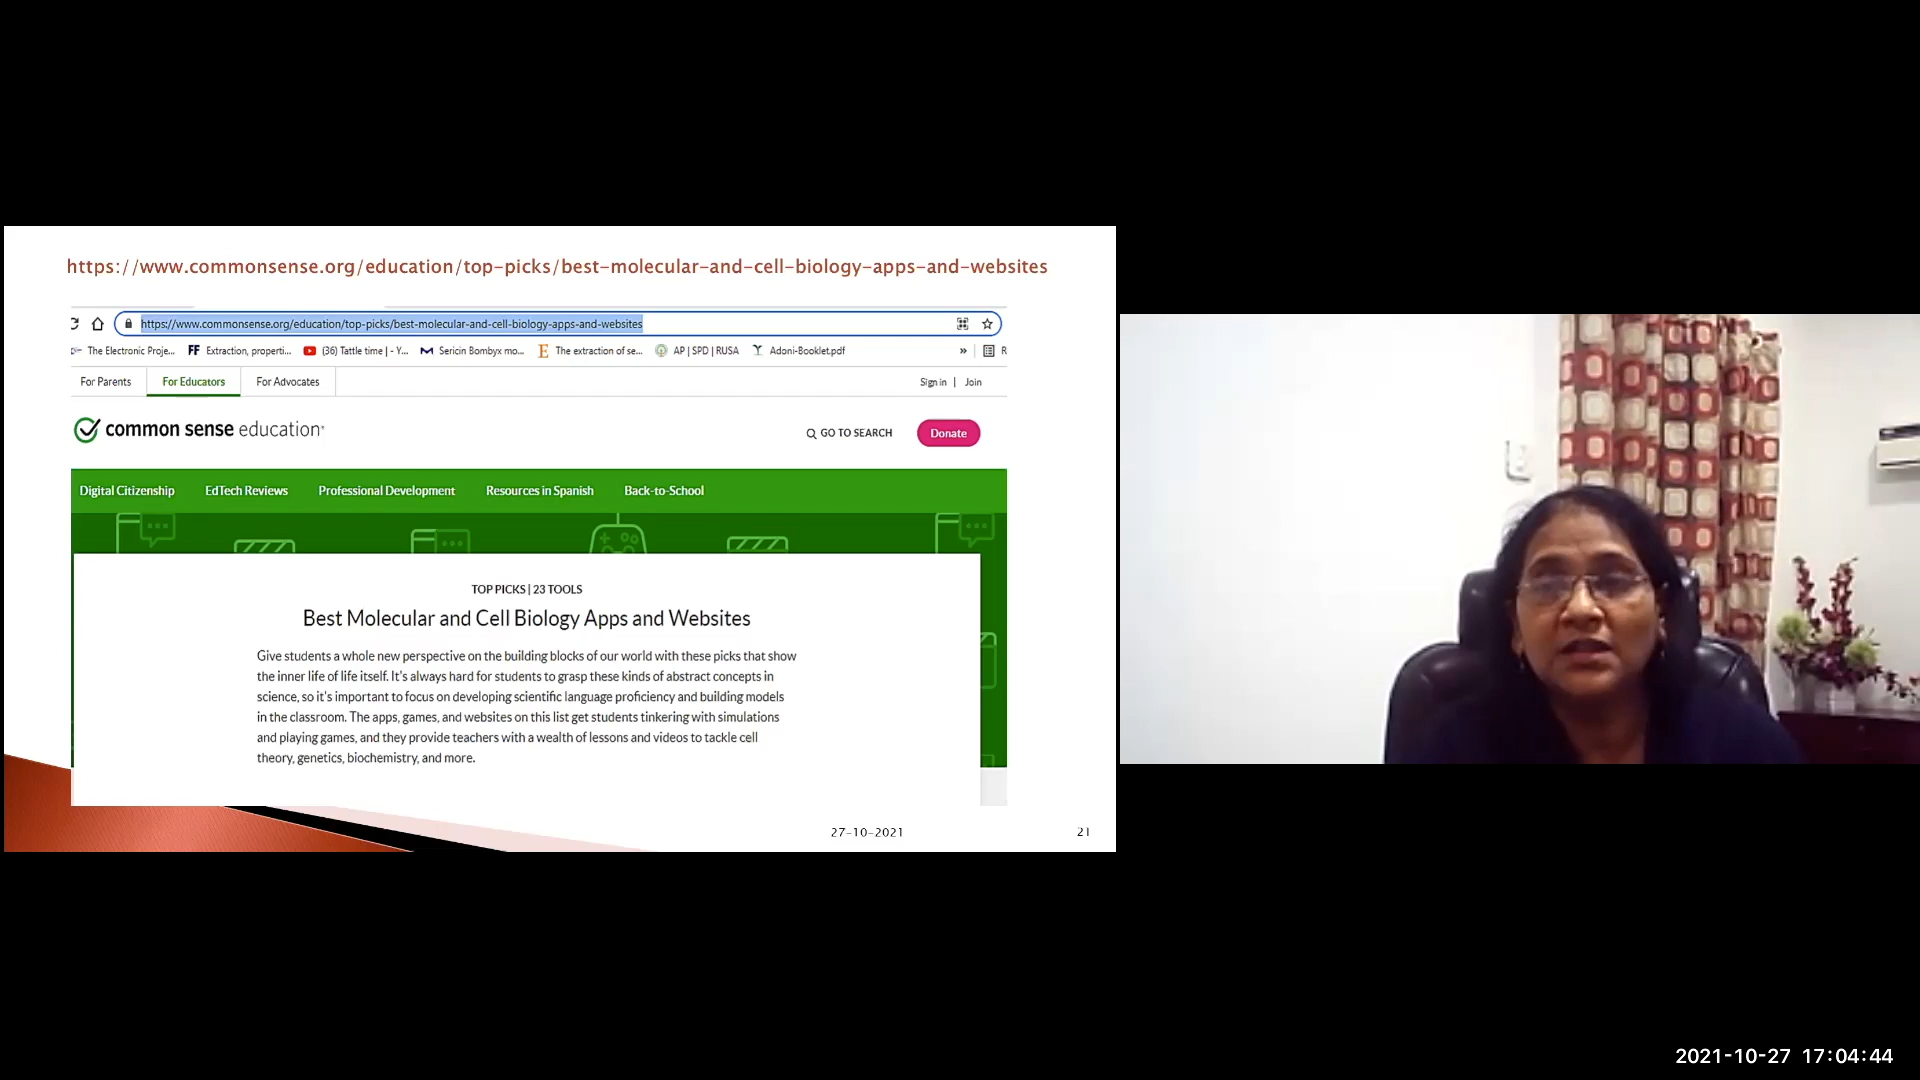 https://www.commonsense.org/education/top-picks/best-molecular-and-cell-biology-apps-and-websites
https://www.commonsense.org/education/top-picks/best-molecular-and-cell-biology-apps-and-websites
The Electronic Proje... FF Extraction, properti... (36) Tattle time | - Y... Sericin Bombyx mo... E The extraction of se... AP | SPD | RUSA Adoni-Booklet.pdf » R
For Parents For Educators For Advocates Sign in | Join
common sense education®
GO TO SEARCH Donate
Digital Citizenship EdTech Reviews Professional Development Resources in Spanish Back-to-School
TOP PICKS | 23 TOOLS
Best Molecular and Cell Biology Apps and Websites
Give students a whole new perspective on the building blocks of our world with these picks that show
the inner life of life itself. It's always hard for students to grasp these kinds of abstract concepts in
science, so it's important to focus on developing scientific language proficiency and building models
in the classroom. The apps, games, and websites on this list get students tinkering with simulations
and playing games, and they provide teachers with a wealth of lessons and videos to tackle cell
theory, genetics, biochemistry, and more.
27-10-2021 21
2021-10-27 17:04:44